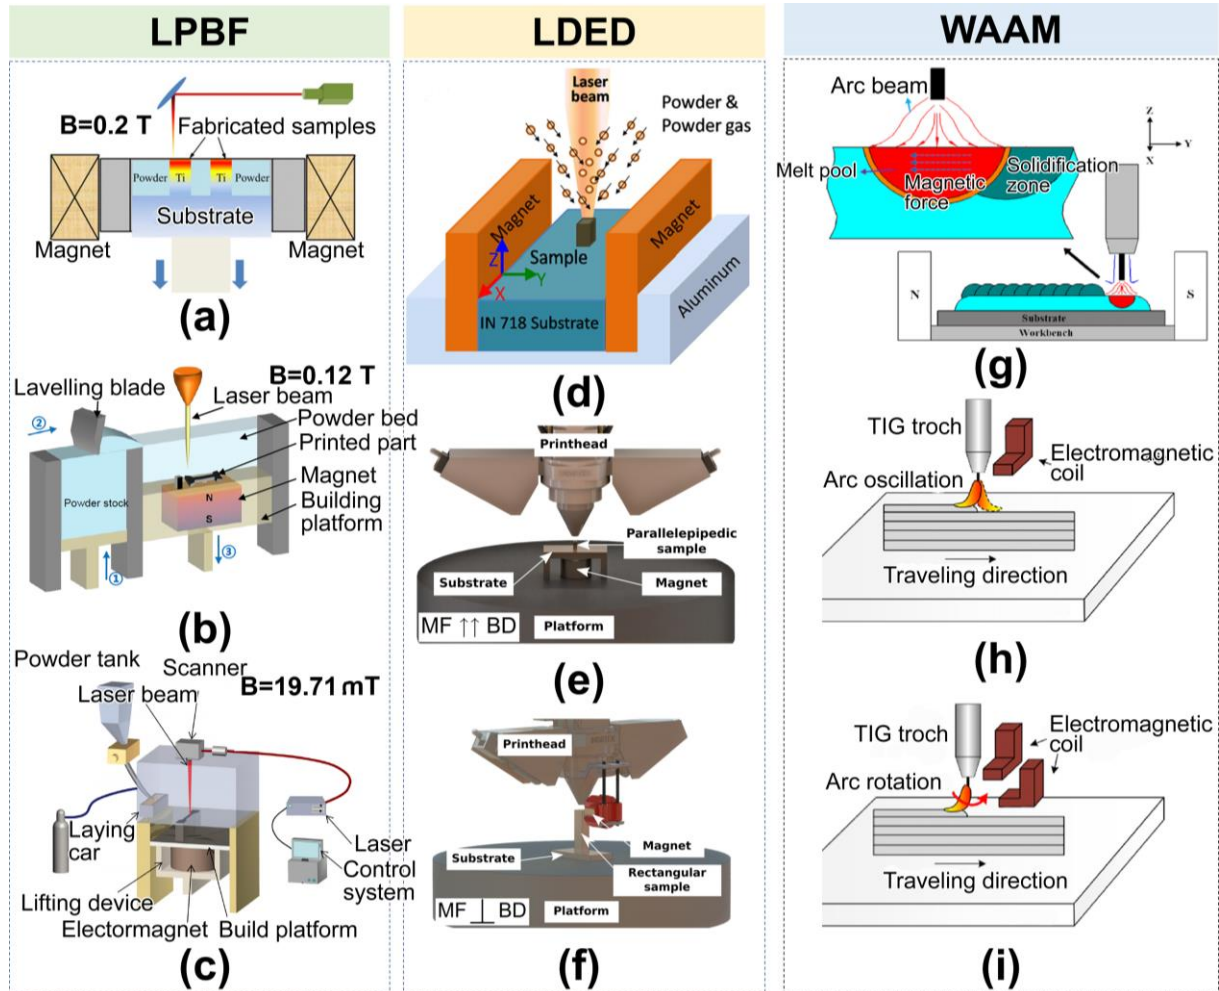 LPBF
B=0.2 T
Fabricated samples
Powder
Ti
Ti
Powder
Substrate
Magnet
Magnet
(a)
B=0.12 T
Lavelling blade
Laser beam
②
Powder bed
Printed part
Magnet
Powder stock
N
Building
platform
S
③
①
(b)
Powder tank
Scanner
B=19.71 mT
Laser beam
Laying
car
Laser
Control
system
Lifting device
Electormagnet
Build platform
(c)
LDED
Laser
beam
Powder &
Powder gas
Magnet
Magnet
Z
Sample
Y
X
Aluminum
IN 718 Substrate
(d)
Printhead
Parallelepipedic
sample
Substrate
Magnet
MF ↑↑ BD
Platform
(e)
Printhead
Magnet
Substrate
Rectangular
sample
MF ⊥ BD
Platform
(f)
WAAM
Arc beam
Z
Y
X
Melt pool
Solidification
zone
Magnetic
force
N
S
Substrate
Workbench
(g)
TIG troch
Electromagnetic
coil
Arc oscillation
Traveling direction
(h)
TIG troch
Electromagnetic
coil
Arc rotation
Traveling direction
(i)